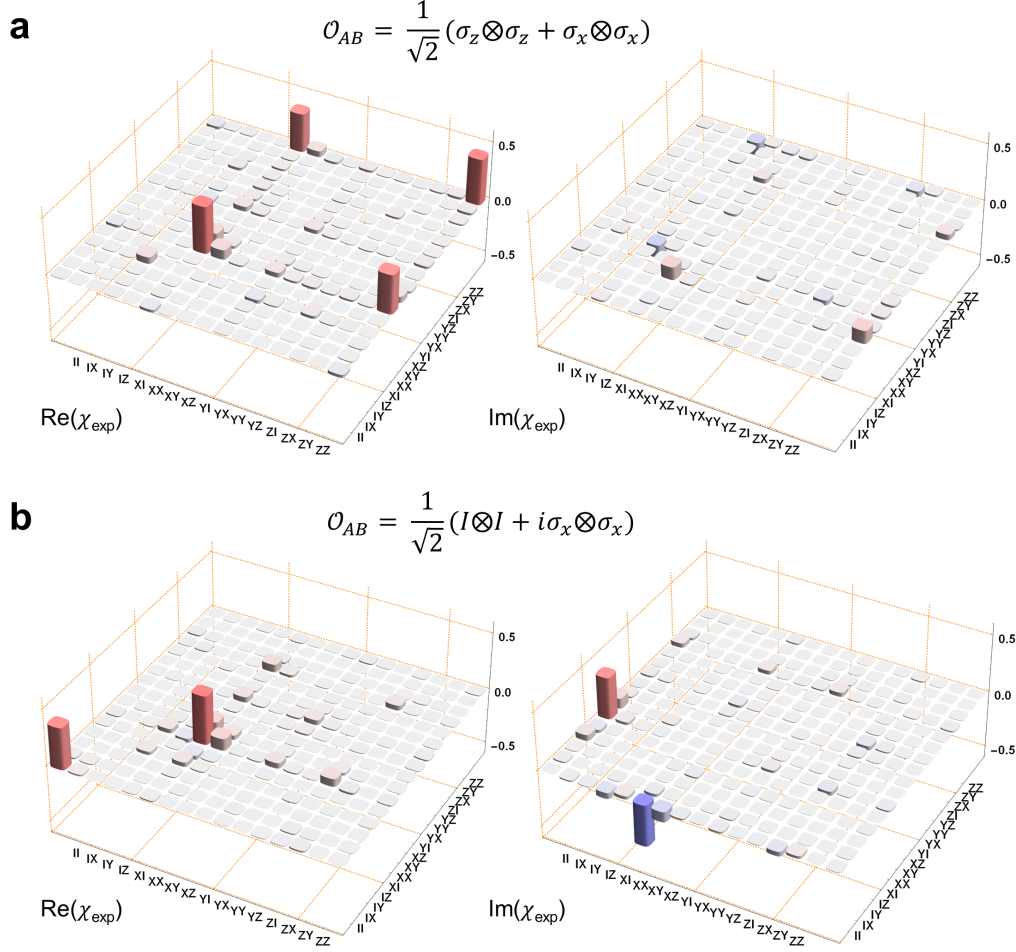 a
𝒪_AB = 1/√2 (σ_z⊗σ_z + σ_x⊗σ_x)
0.5
0.0
−0.5
II IX IY IZ XI XX XY XZ YI YX YY YZ ZI ZX ZY ZZ
II IX IY IZ XI XX XY XZ YI YX YY YZ ZI ZX ZY ZZ
Re(χ_exp)
0.5
0.0
−0.5
II IX IY IZ XI XX XY XZ YI YX YY YZ ZI ZX ZY ZZ
II IX IY IZ XI XX XY XZ YI YX YY YZ ZI ZX ZY ZZ
Im(χ_exp)
b
𝒪_AB = 1/√2 (I⊗I + iσ_x⊗σ_x)
0.5
0.0
−0.5
II IX IY IZ XI XX XY XZ YI YX YY YZ ZI ZX ZY ZZ
II IX IY IZ XI XX XY XZ YI YX YY YZ ZI ZX ZY ZZ
Re(χ_exp)
0.5
0.0
−0.5
II IX IY IZ XI XX XY XZ YI YX YY YZ ZI ZX ZY ZZ
II IX IY IZ XI XX XY XZ YI YX YY YZ ZI ZX ZY ZZ
Im(χ_exp)